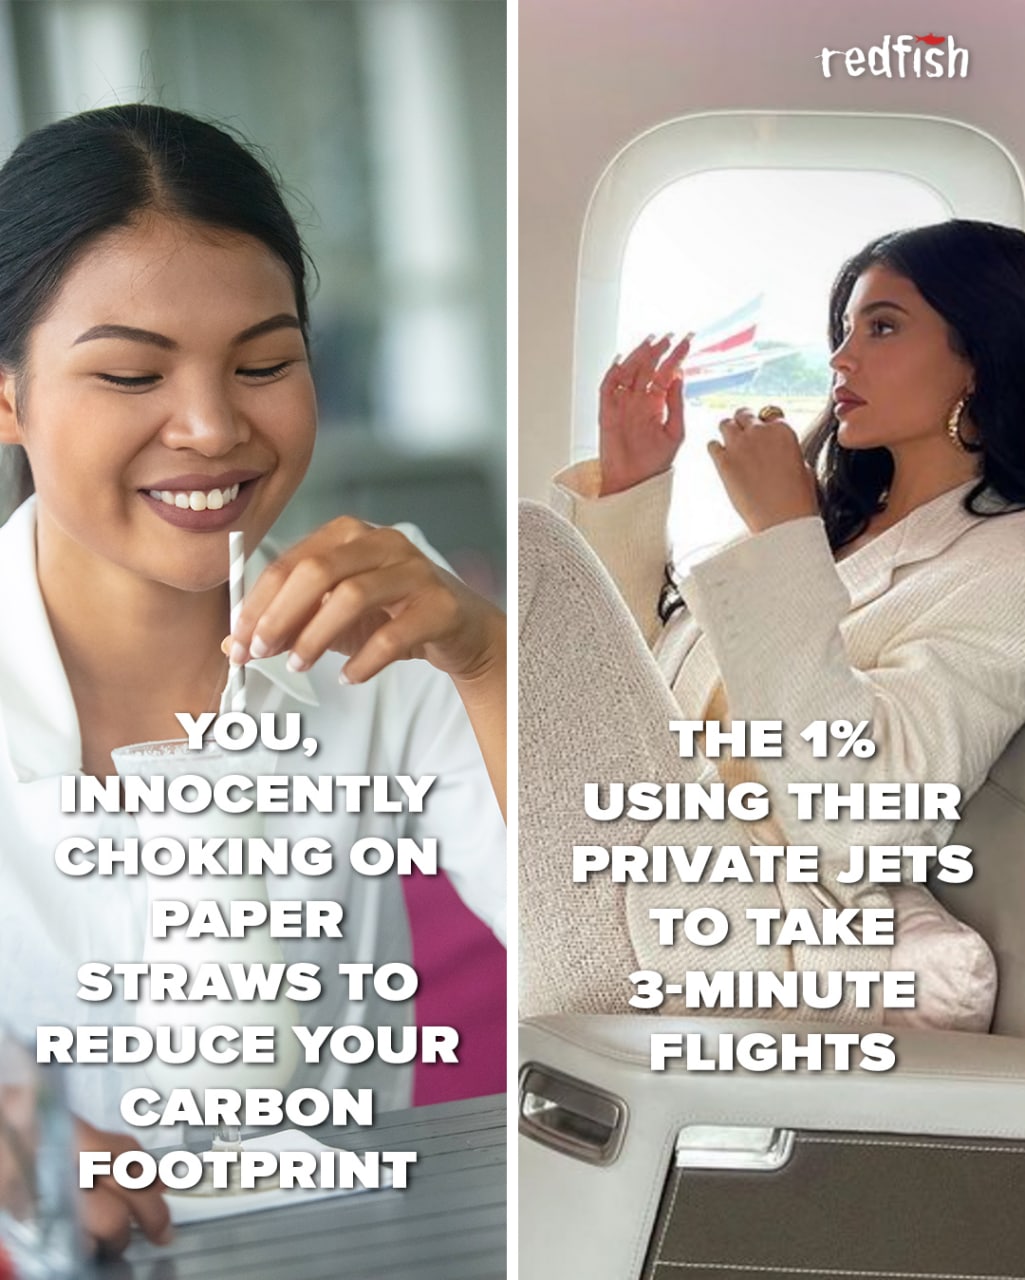 redfish
YOU,
INNOCENTLY
CHOKING ON
PAPER
STRAWS TO
REDUCE YOUR
CARBON
FOOTPRINT
THE 1%
USING THEIR
PRIVATE JETS
TO TAKE
3-MINUTE
FLIGHTS